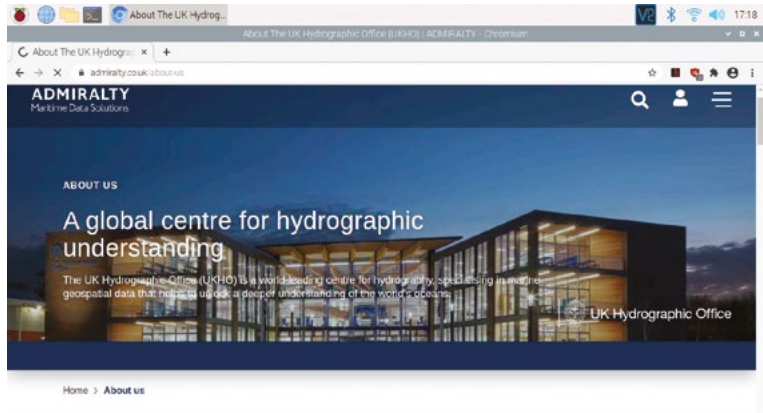 About The UK Hydrog...
17:18
About The UK Hydrographic Office (UKHO) | ADMIRALTY - Chromium
About The UK Hydrograp
admiralty.co.uk/about-us
ADMIRALTY
Maritime Data Solutions
ABOUT US
A global centre for hydrographic
understanding
The UK Hydrographic Office (UKHO) is a world-leading centre for hydrography, specialising in marine
geospatial data that helps to unlock a deeper understanding of the world's oceans.
UK Hydrographic Office
Home > About us